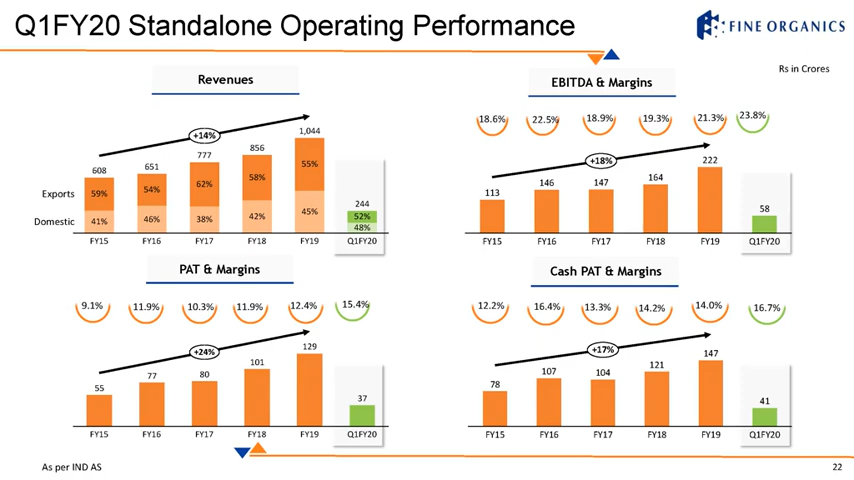 Q1FY20 Standalone Operating Performance
FINE ORGANICS
Rs in Crores
Revenues
+14%
608
651
777
856
1,044
244
Exports
59%
54%
62%
58%
55%
52%
Domestic
41%
46%
38%
42%
45%
48%
FY15 FY16 FY17 FY18 FY19 Q1FY20
EBITDA & Margins
18.6% 22.5% 18.9% 19.3% 21.3% 23.8%
+18%
113
146
147
164
222
58
FY15 FY16 FY17 FY18 FY19 Q1FY20
PAT & Margins
9.1% 11.9% 10.3% 11.9% 12.4% 15.4%
+24%
55
77
80
101
129
37
FY15 FY16 FY17 FY18 FY19 Q1FY20
Cash PAT & Margins
12.2% 16.4% 13.3% 14.2% 14.0% 16.7%
+17%
78
107
104
121
147
41
FY15 FY16 FY17 FY18 FY19 Q1FY20
As per IND AS
22